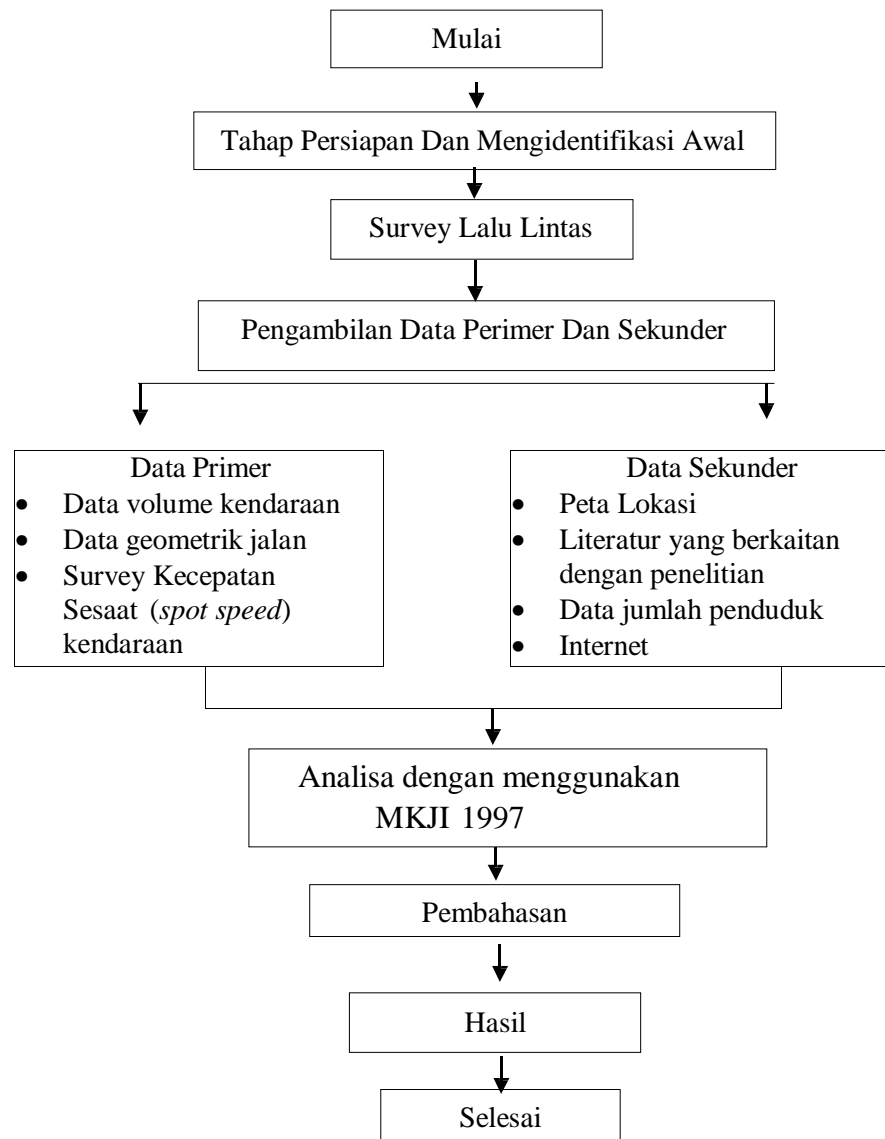 Mulai
Tahap Persiapan Dan Mengidentifikasi Awal
Survey Lalu Lintas
Pengambilan Data Perimer Dan Sekunder
Data Primer
• Data volume kendaraan
• Data geometrik jalan
• Survey Kecepatan
Sesaat (spot speed)
kendaraan
Data Sekunder
• Peta Lokasi
• Literatur yang berkaitan
dengan penelitian
• Data jumlah penduduk
• Internet
Analisa dengan menggunakan
MKJI 1997
Pembahasan
Hasil
Selesai